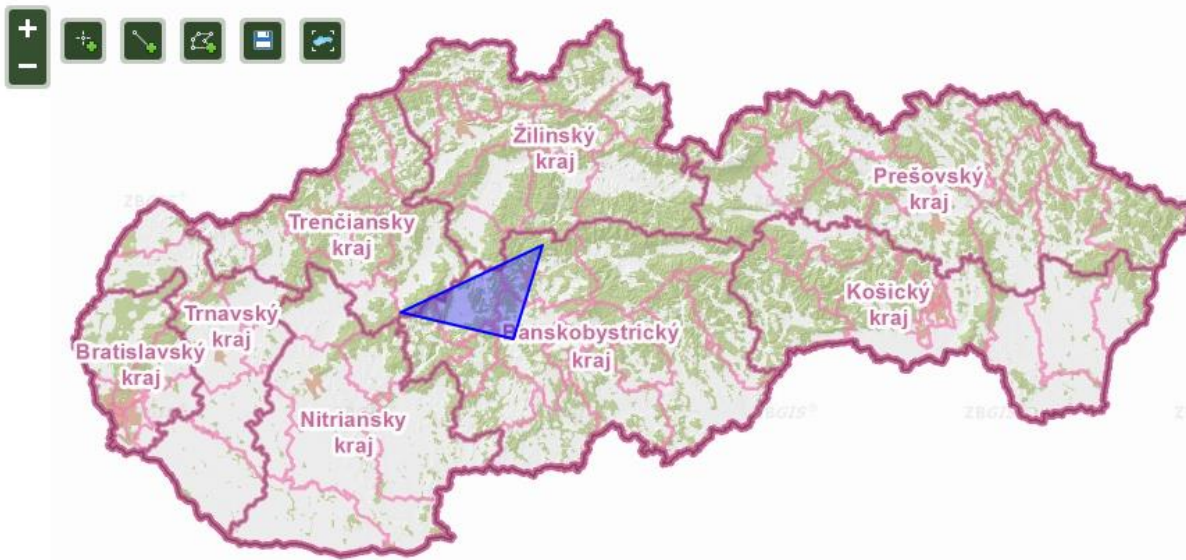 +
−
Žilinský
kraj
Prešovský
kraj
ZBGIS®
Trenčiansky
kraj
Košický
kraj
Trnavský
kraj
Banskobystrický
kraj
Bratislavský
kraj
Nitriansky
kraj
ZBGIS®
ZBGIS